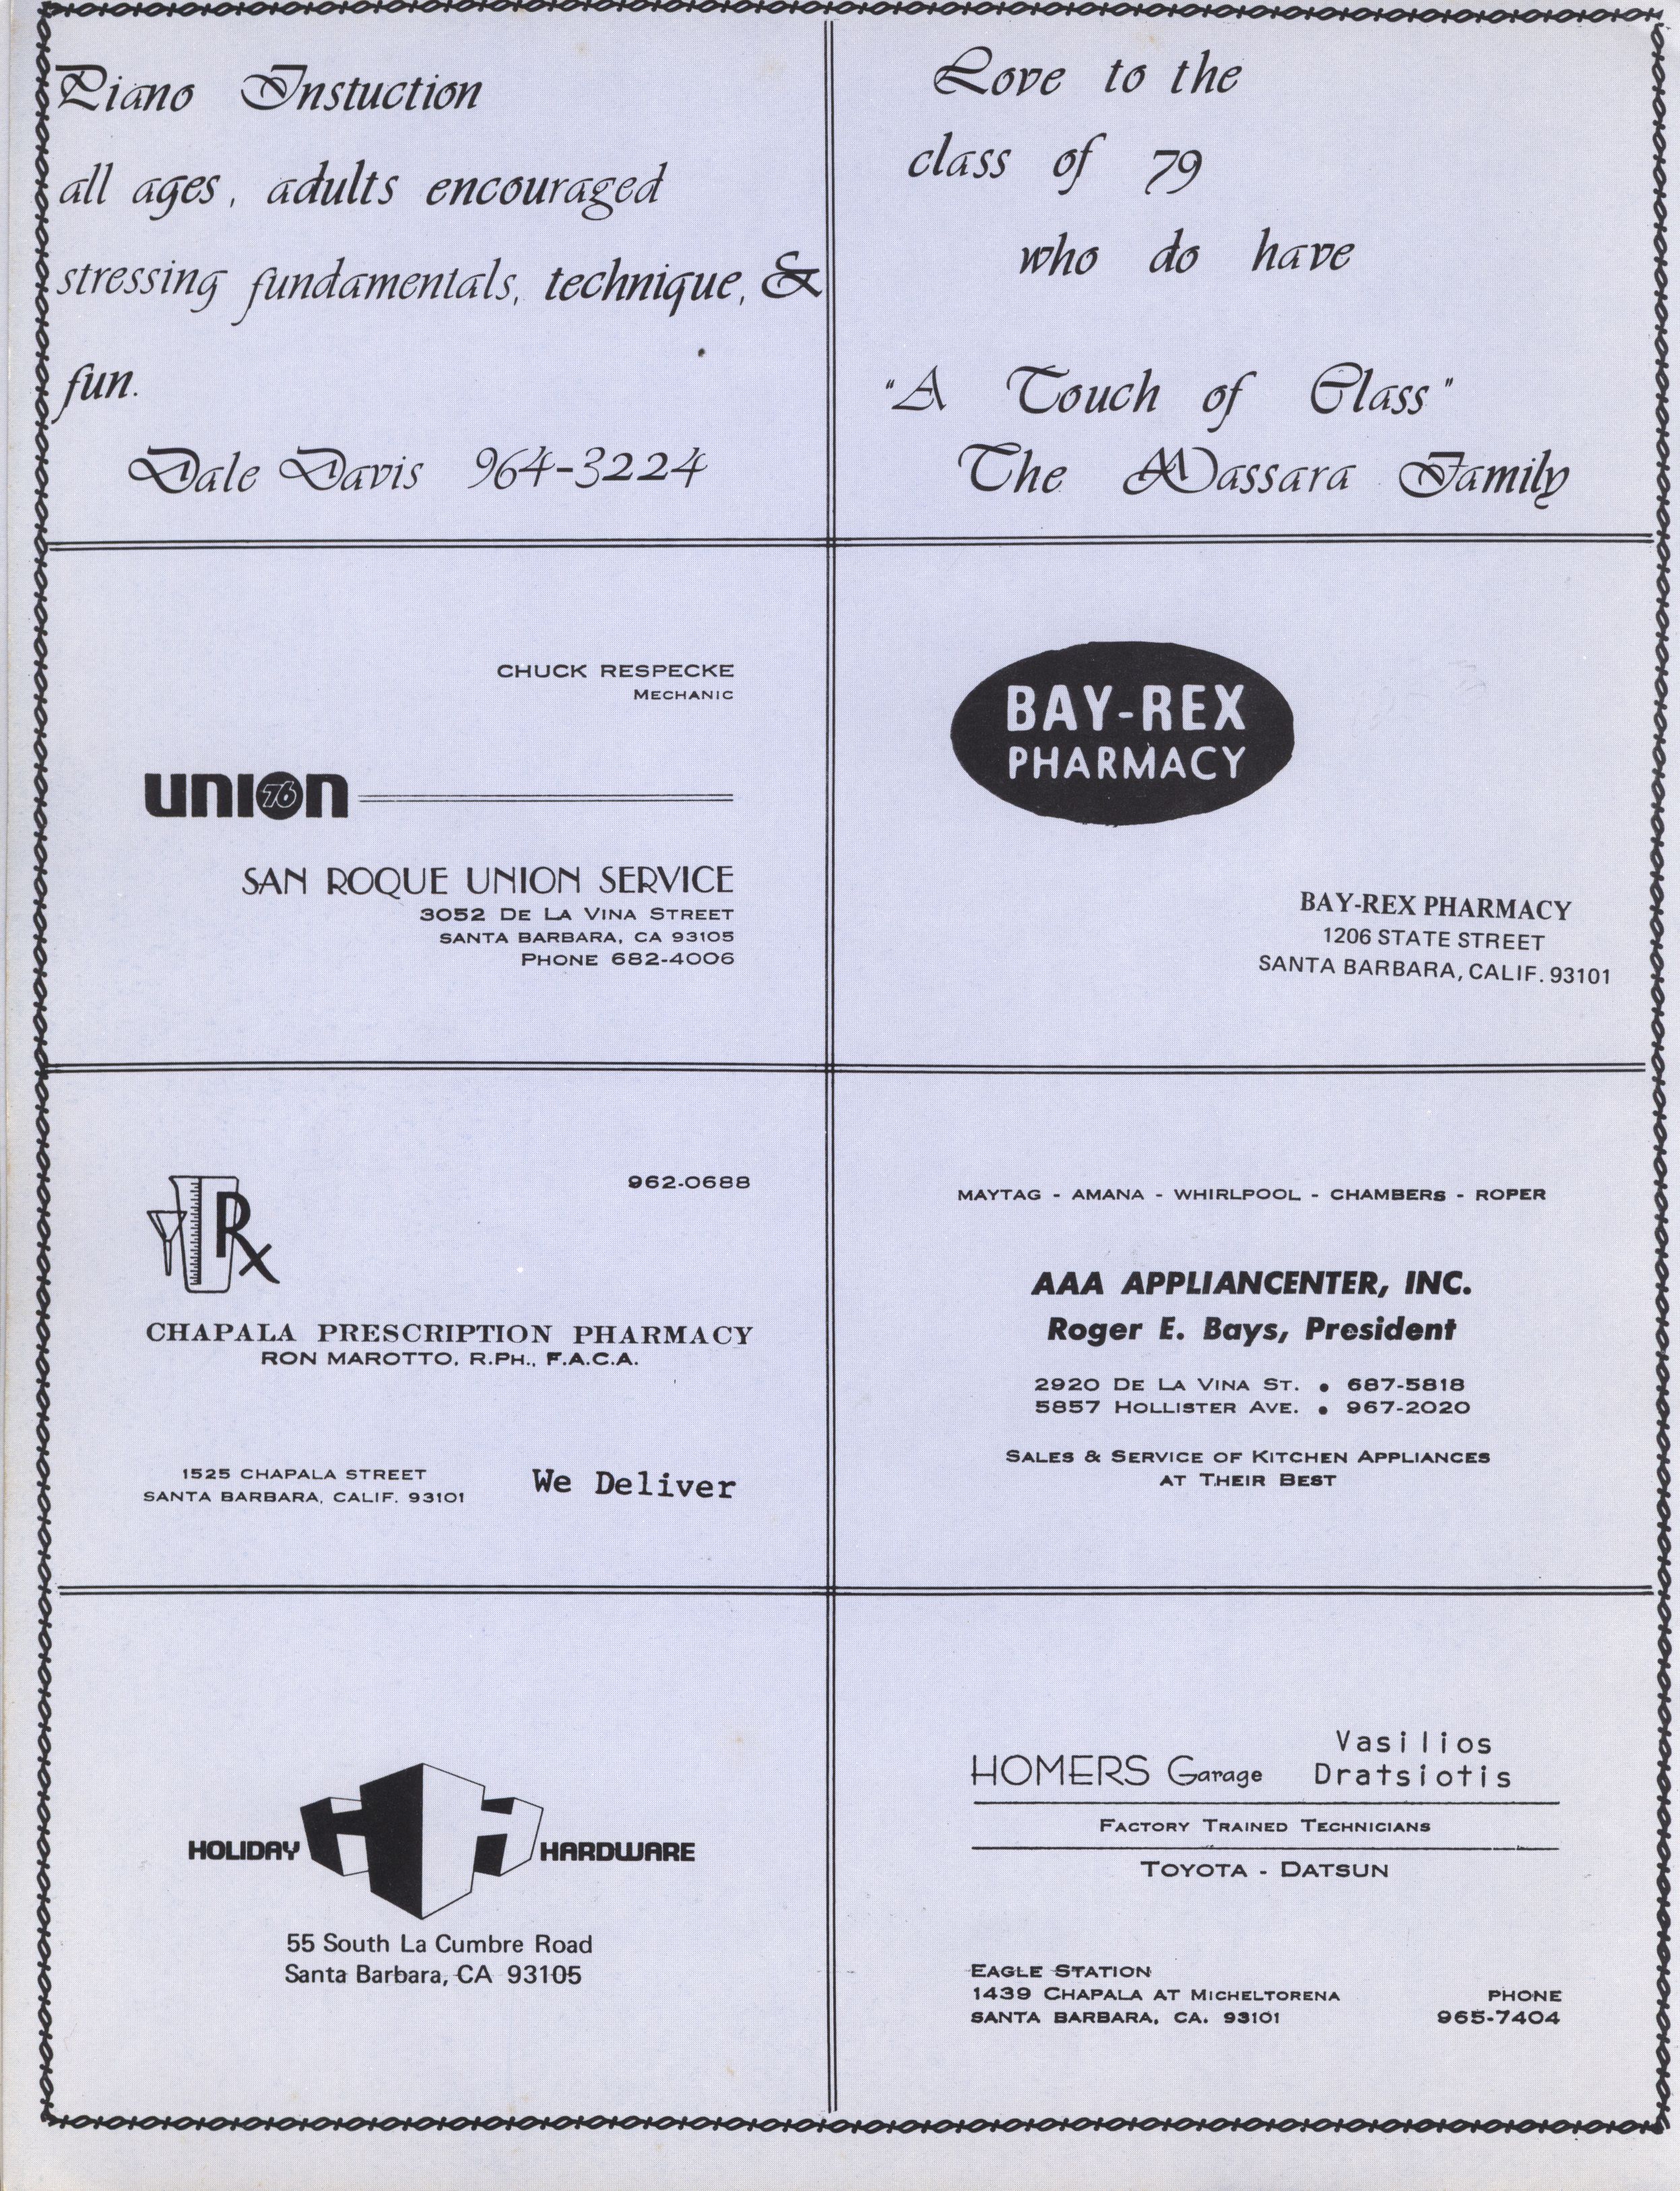 Piano Instuction
all ages, adults encouraged
stressing fundamentals, technique, &
fun.
Dale Davis 964-3224
Love to the
class of 79
who do have
"A Touch of Class"
The Massara Family
CHUCK RESPECKE
MECHANIC
union 76
SAN ROQUE UNION SERVICE
3052 DE LA VINA STREET
SANTA BARBARA, CA 93105
PHONE 682-4006
BAY-REX
PHARMACY
BAY-REX PHARMACY
1206 STATE STREET
SANTA BARBARA, CALIF. 93101
962-0688
Rx
CHAPALA PRESCRIPTION PHARMACY
RON MAROTTO, R.PH., F.A.C.A.
1525 CHAPALA STREET
SANTA BARBARA, CALIF. 93101
We Deliver
MAYTAG - AMANA - WHIRLPOOL - CHAMBERS - ROPER
AAA APPLIANCENTER, INC.
Roger E. Bays, President
2920 DE LA VINA ST. • 687-5818
5857 HOLLISTER AVE. • 967-2020
SALES & SERVICE OF KITCHEN APPLIANCES
AT THEIR BEST
HOLIDAY HH HARDWARE
55 South La Cumbre Road
Santa Barbara, CA 93105
HOMERS Garage
Vasilios
Dratsiotis
FACTORY TRAINED TECHNICIANS
TOYOTA - DATSUN
EAGLE STATION
1439 CHAPALA AT MICHELTORENA
SANTA BARBARA, CA. 93101
PHONE
965-7404